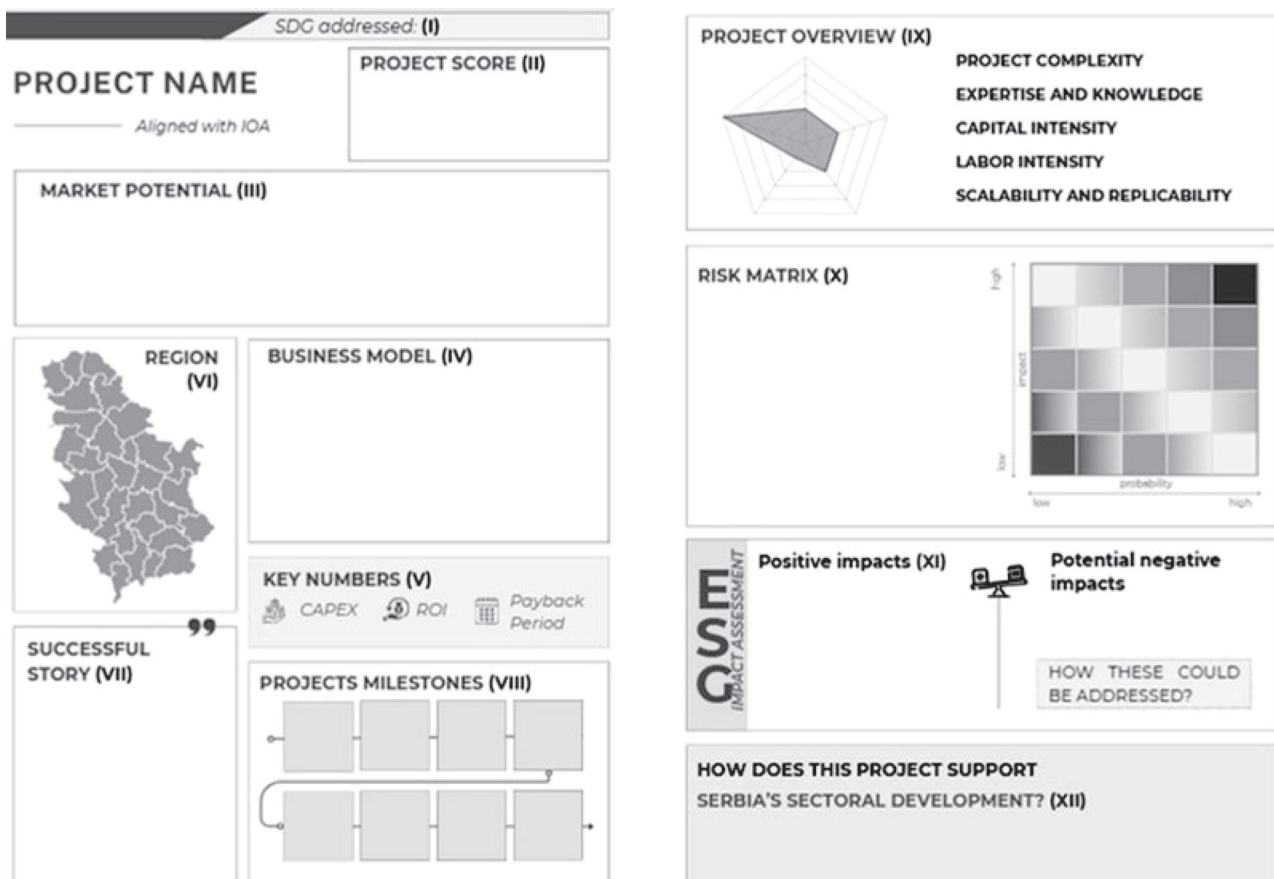 SDG addressed: (I)
PROJECT NAME
Aligned with IOA
PROJECT SCORE (II)
MARKET POTENTIAL (III)
REGION
(VI)
BUSINESS MODEL (IV)
KEY NUMBERS (V)
CAPEX
ROI
Payback
Period
SUCCESSFUL
STORY (VII)
PROJECTS MILESTONES (VIII)
PROJECT OVERVIEW (IX)
PROJECT COMPLEXITY
EXPERTISE AND KNOWLEDGE
CAPITAL INTENSITY
LABOR INTENSITY
SCALABILITY AND REPLICABILITY
RISK MATRIX (X)
high
impact
low
probability
low
high
ESG
IMPACT ASSESSMENT
Positive impacts (XI)
Potential negative
impacts
HOW THESE COULD
BE ADDRESSED?
HOW DOES THIS PROJECT SUPPORT
SERBIA'S SECTORAL DEVELOPMENT? (XII)